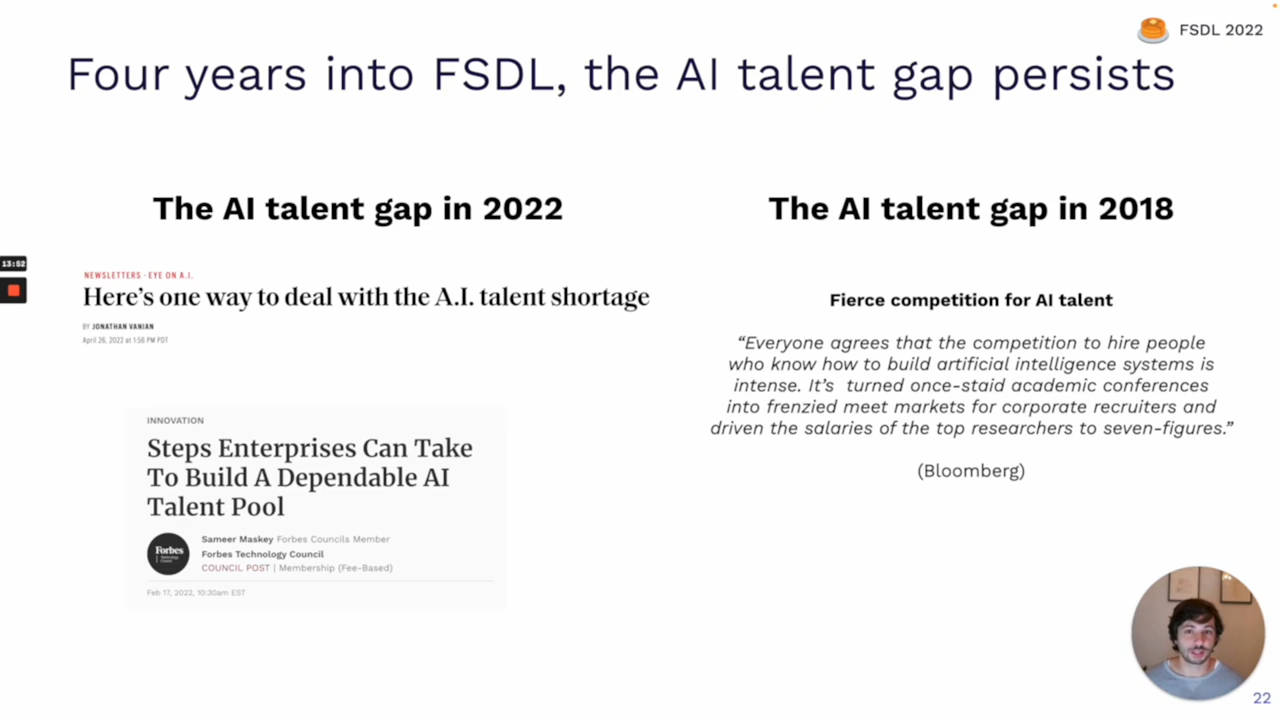 FSDL 2022
Four years into FSDL, the AI talent gap persists
The AI talent gap in 2022
NEWSLETTERS · EYE ON A.I.
Here's one way to deal with the A.I. talent shortage
BY JONATHAN VANIAN
April 26, 2022 at 1:56 PM PDT
INNOVATION
Steps Enterprises Can Take
To Build A Dependable AI
Talent Pool
Forbes
Sameer Maskey Forbes Councils Member
Forbes Technology Council
COUNCIL POST | Membership (Fee-Based)
Feb 17, 2022, 10:30am EST
The AI talent gap in 2018
Fierce competition for AI talent
“Everyone agrees that the competition to hire people
who know how to build artificial intelligence systems is
intense. It’s turned once-staid academic conferences
into frenzied meet markets for corporate recruiters and
driven the salaries of the top researchers to seven-figures.”
(Bloomberg)
13:52
22